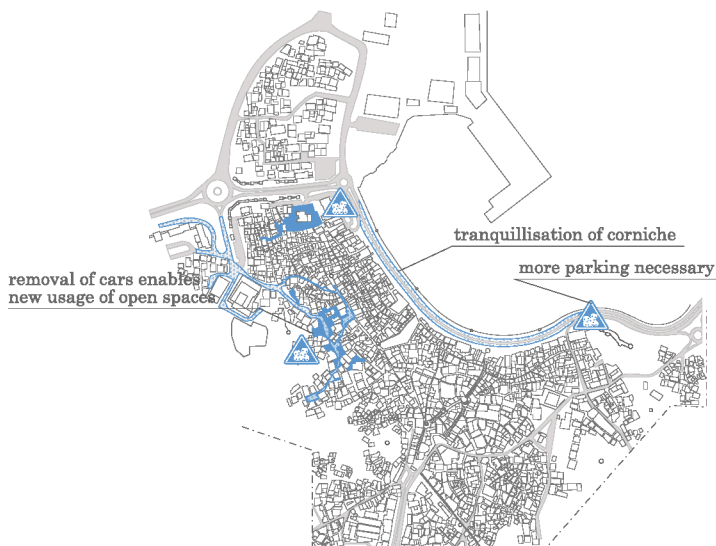 tranquillisation of corniche
more parking necessary
removal of cars enables
new usage of open spaces